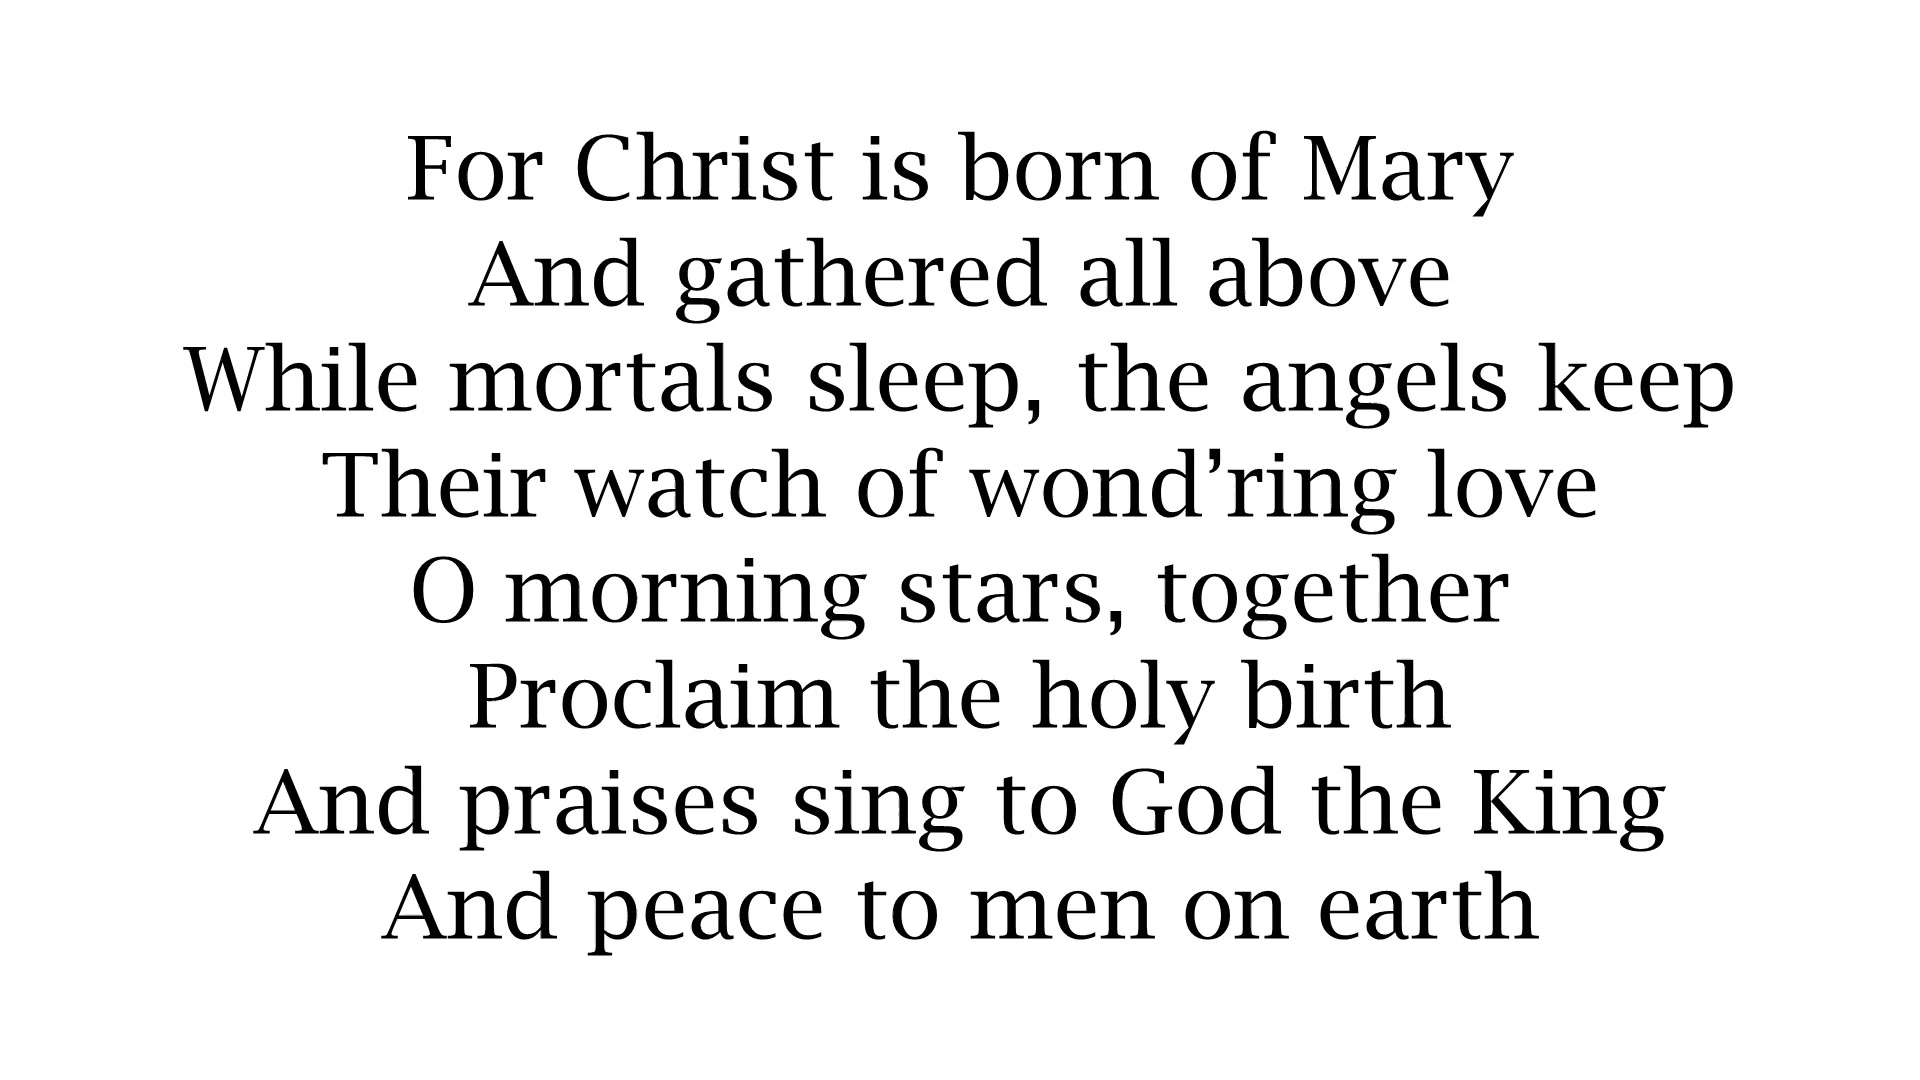 For Christ is born of Mary
And gathered all above
While mortals sleep, the angels keep
Their watch of wond’ring love
O morning stars, together
Proclaim the holy birth
And praises sing to God the King
And peace to men on earth